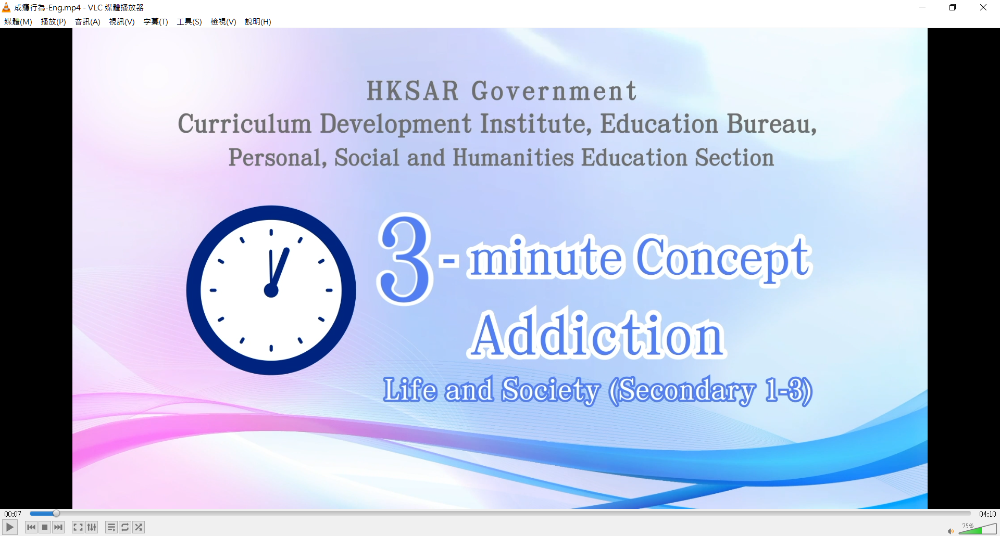 成癮行為-Eng.mp4 - VLC 媒體播放器
媒體(M) 播放(P) 音訊(A) 視訊(V) 字幕(T) 工具(S) 檢視(V) 說明(H)
HKSAR Government
Curriculum Development Institute, Education Bureau,
Personal, Social and Humanities Education Section
3-minute Concept
Addiction
Life and Society (Secondary 1-3)
00:07 04:10
75%